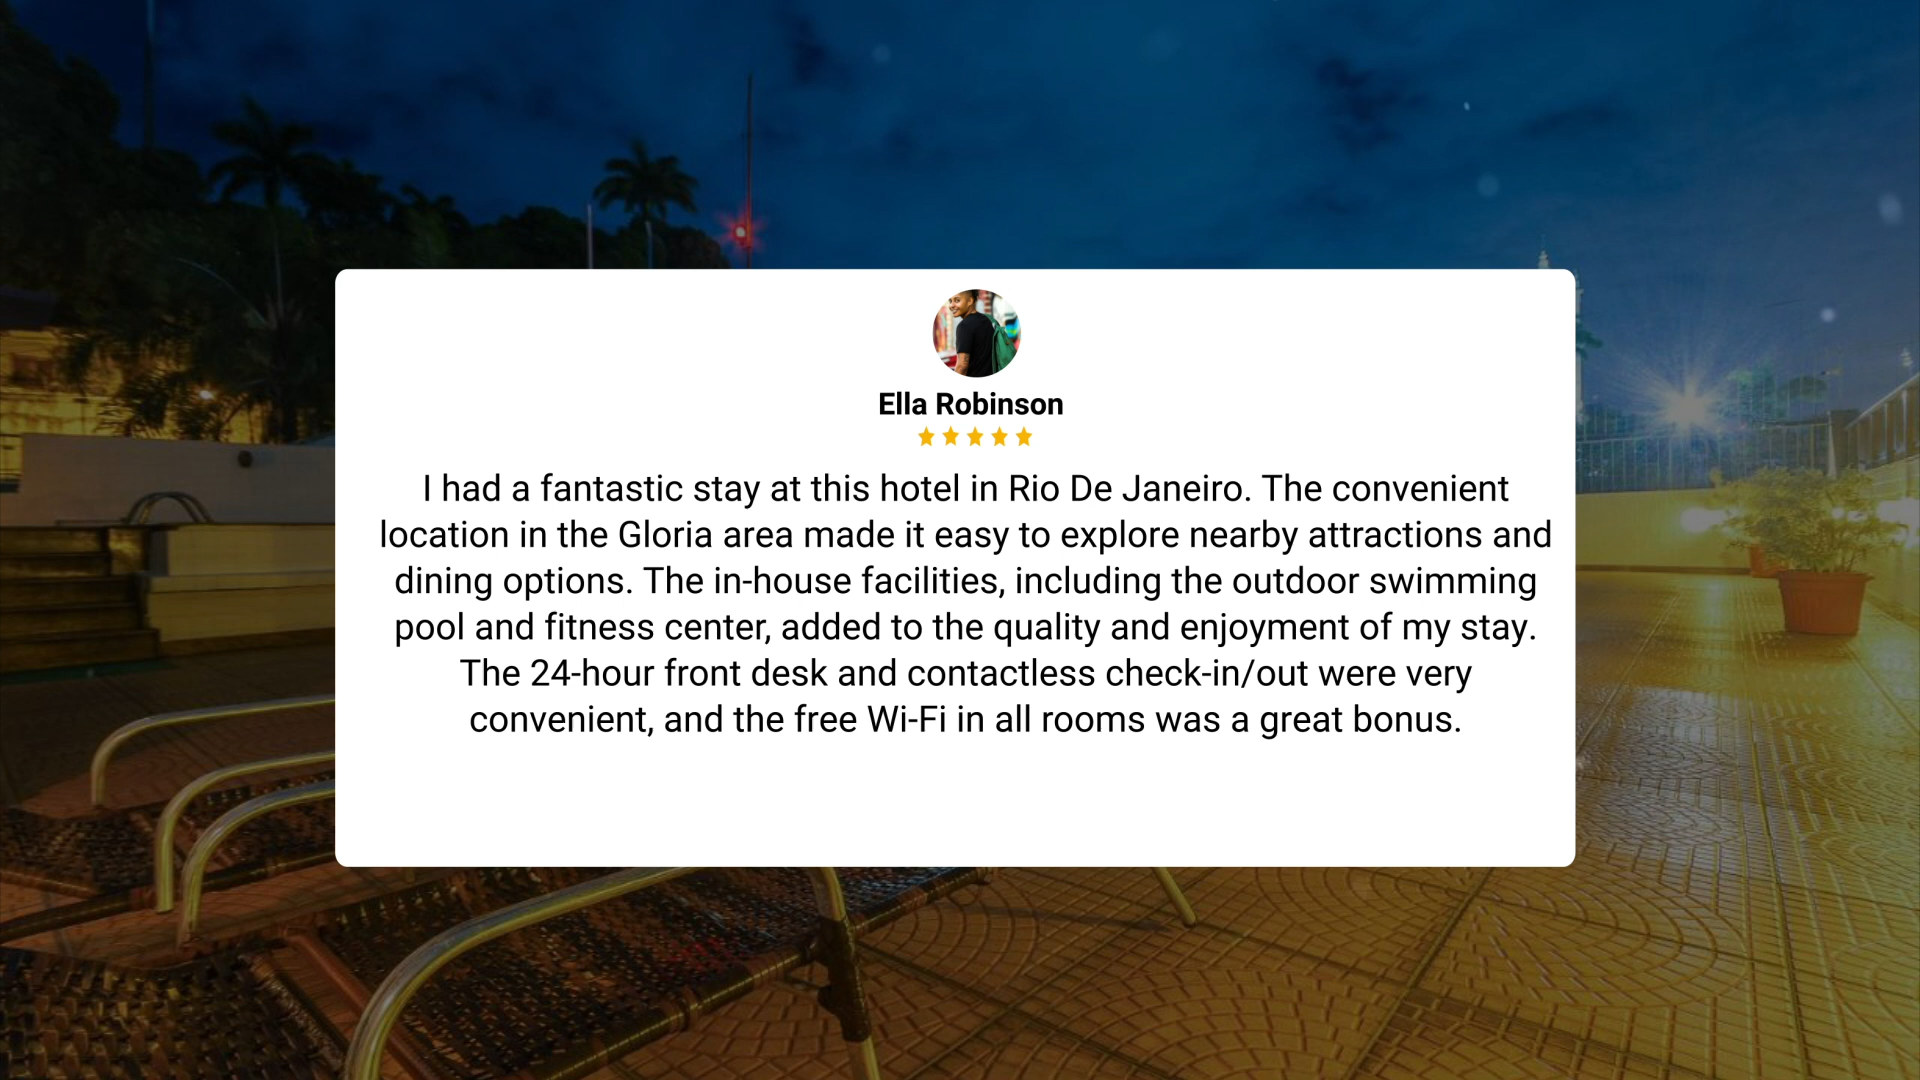 Ella Robinson
I had a fantastic stay at this hotel in Rio De Janeiro. The convenient
location in the Gloria area made it easy to explore nearby attractions and
dining options. The in-house facilities, including the outdoor swimming
pool and fitness center, added to the quality and enjoyment of my stay.
The 24-hour front desk and contactless check-in/out were very
convenient, and the free Wi-Fi in all rooms was a great bonus.